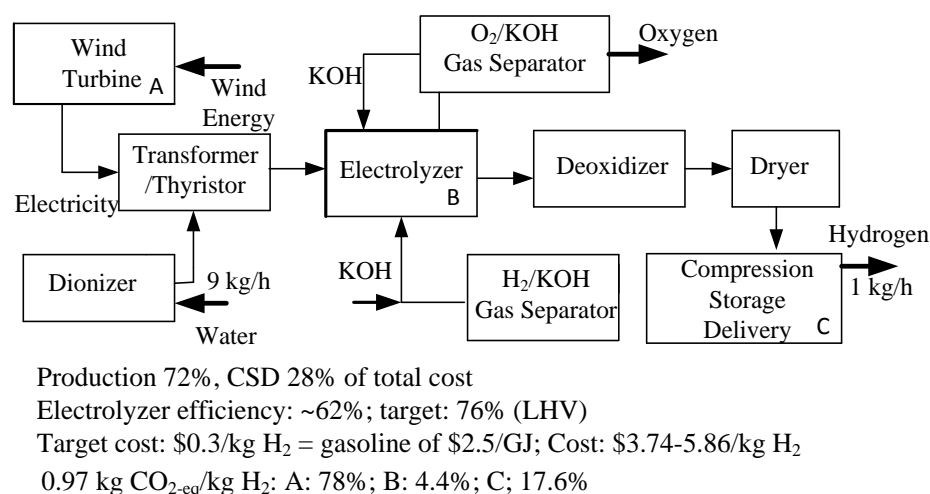 Wind
Turbine
A
Wind
Energy
Electricity
Transformer
/Thyristor
Dionizer
9 kg/h
Water
KOH
O₂/KOH
Gas Separator
Oxygen
Electrolyzer
B
KOH
H₂/KOH
Gas Separator
Deoxidizer
Dryer
Hydrogen
1 kg/h
Compression
Storage
Delivery
C
Production 72%, CSD 28% of total cost
Electrolyzer efficiency: ~62%; target: 76% (LHV)
Target cost: $0.3/kg H₂ = gasoline of $2.5/GJ; Cost: $3.74-5.86/kg H₂
0.97 kg CO₂₋eq/kg H₂: A: 78%; B: 4.4%; C; 17.6%